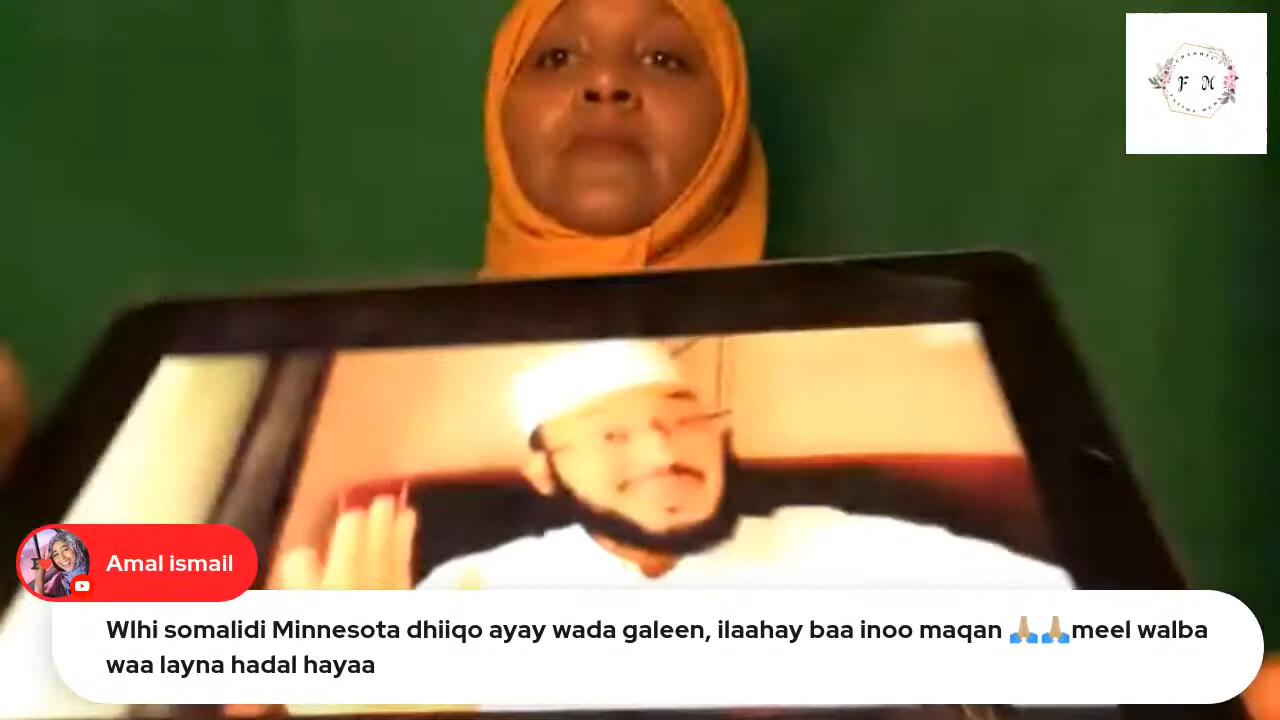 F M
Amal ismail
Wlhi somalidi Minnesota dhiiqo ayay wada galeen, ilaahay baa inoo maqan 🙏🏼🙏🏼meel walba
waa layna hadal hayaa